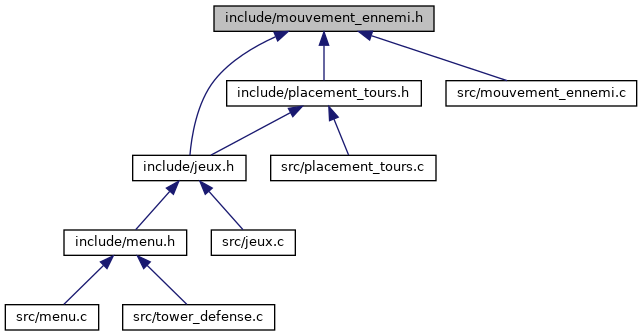 include/mouvement_ennemi.h
include/placement_tours.h
src/mouvement_ennemi.c
include/jeux.h
src/placement_tours.c
include/menu.h
src/jeux.c
src/menu.c
src/tower_defense.c